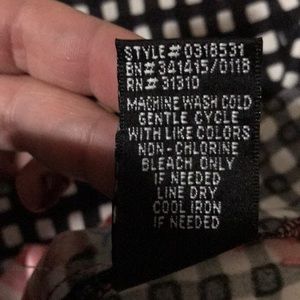 STYLE# 0318531
BN# 341415/0118
RN# 31310
MACHINE WASH COLD
GENTLE CYCLE
WITH LIKE COLORS
NON-CHLORINE
BLEACH ONLY
IF NEEDED
LINE DRY
COOL IRON
IF NEEDED